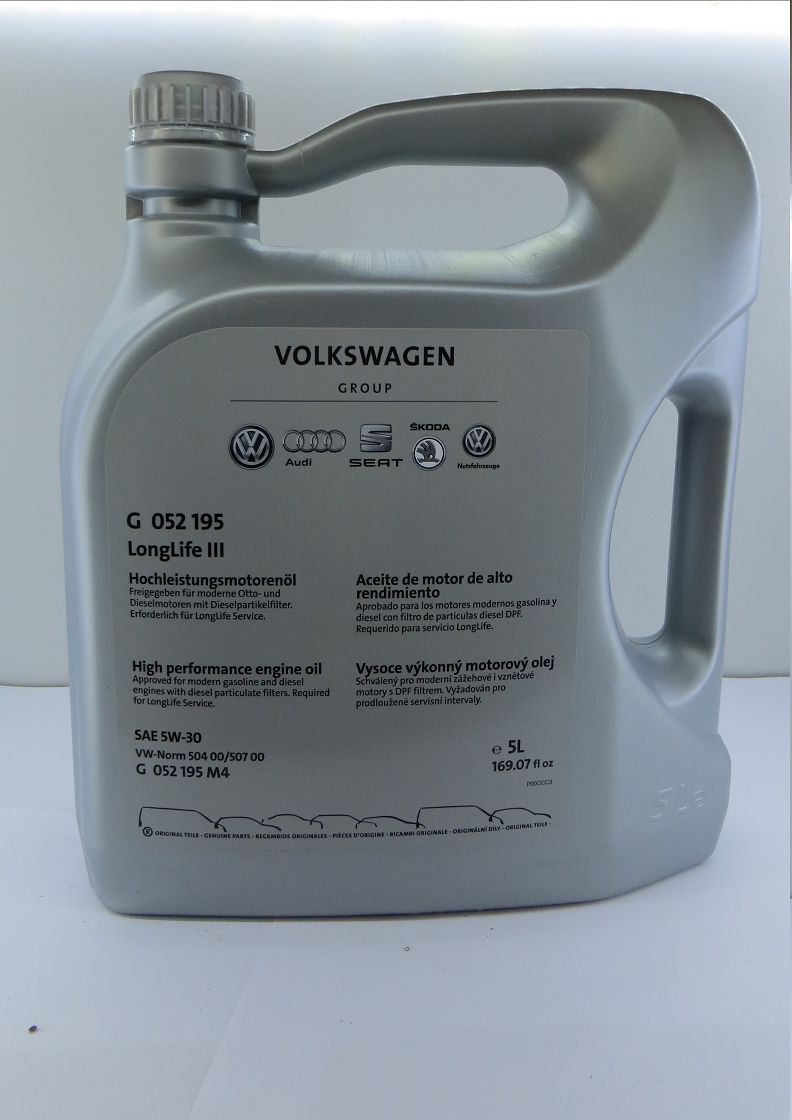 VOLKSWAGEN
GROUP
Audi
SEAT
ŠKODA
Nutzfahrzeuge
G 052 195
LongLife III
Hochleistungsmotorenöl
Freigegeben für moderne Otto- und
Dieselmotoren mit Dieselpartikelfilter.
Erforderlich für LongLife Service.
Aceite de motor de alto
rendimiento
Aprobado para los motores modernos gasolina y
diesel con filtro de partículas diesel DPF.
Requerido para servicio LongLife.
High performance engine oil
Approved for modern gasoline and diesel
engines with diesel particulate filters. Required
for LongLife Service.
Vysoce výkonný motorový olej
Schválený pro moderní zážehové i vznětové
motory s DPF filtrem. Vyžadován pro
prodloužené servisní intervaly.
SAE 5W-30
VW-Norm 504 00/507 00
G 052 195 M4
e 5L
169.07 fl oz
® ORIGINAL TEILE · GENUINE PARTS · RECAMBIOS ORIGINALES · PIÈCES D'ORIGINE · RICAMBI ORIGINALE · ORIGINÁLNÍ DÍLY · ORIGINAL TEILE ·
5L e